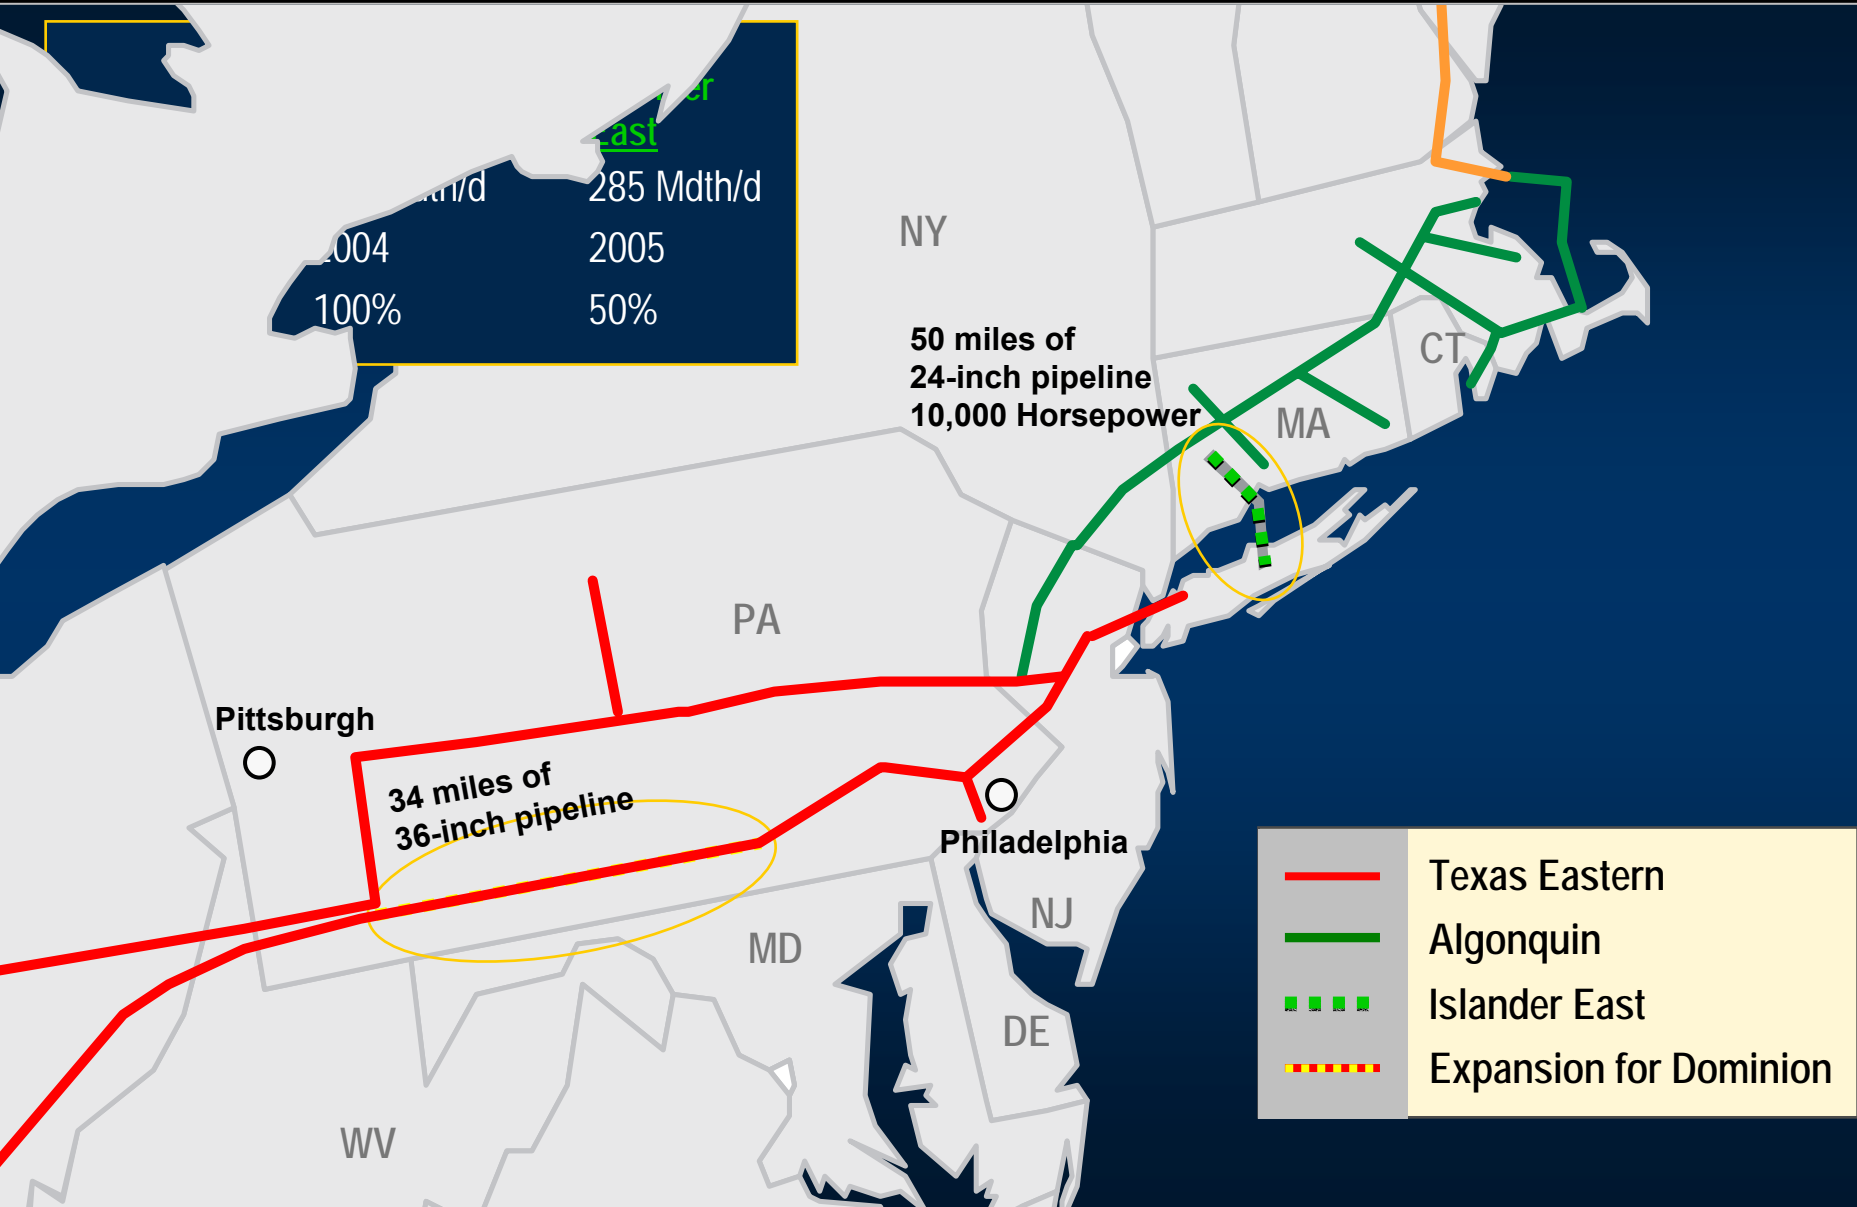 East
285 Mdth/d
2004
2005
100%
50%
NY
50 miles of
24-inch pipeline
10,000 Horsepower
CT
MA
PA
Pittsburgh
34 miles of
36-inch pipeline
Philadelphia
NJ
MD
DE
WV
Texas Eastern
Algonquin
Islander East
Expansion for Dominion